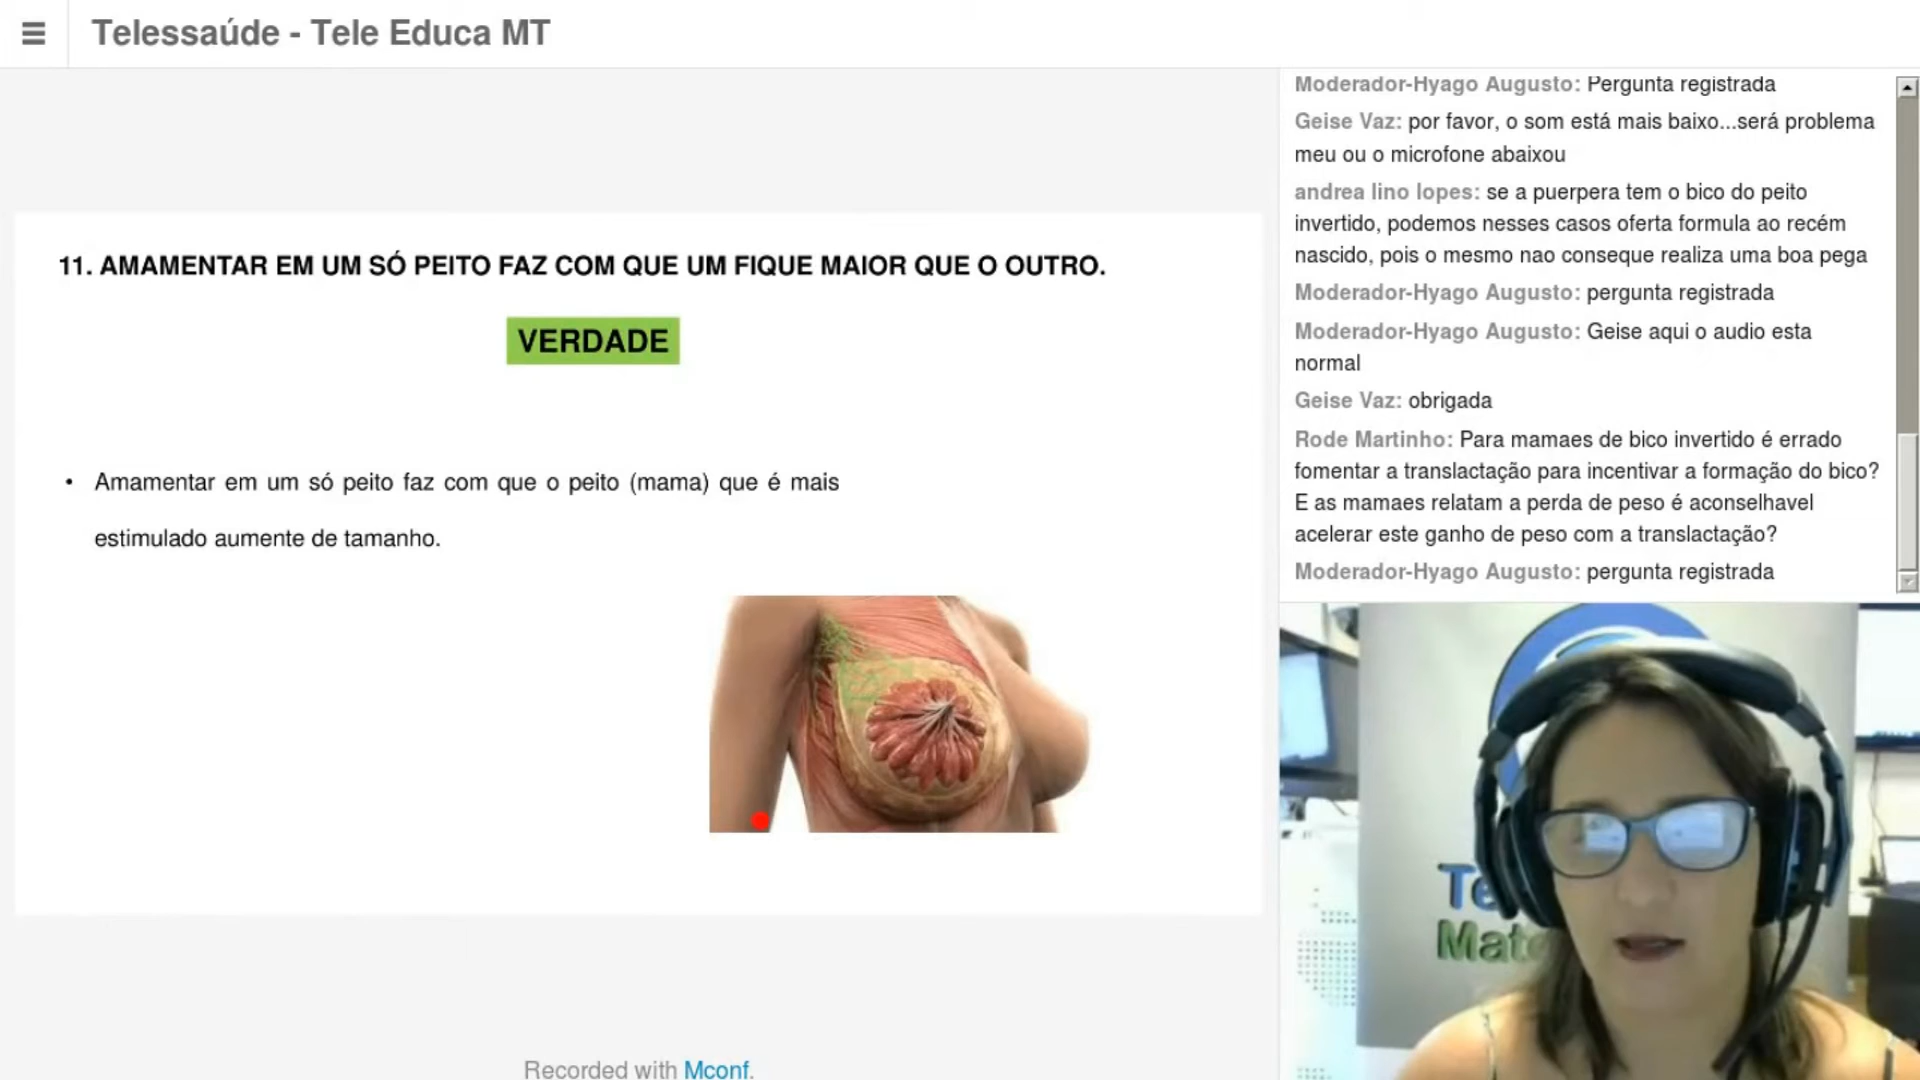 Telessaúde - Tele Educa MT
11. AMAMENTAR EM UM SÓ PEITO FAZ COM QUE UM FIQUE MAIOR QUE O OUTRO.
VERDADE
• Amamentar em um só peito faz com que o peito (mama) que é mais
estimulado aumente de tamanho.
Recorded with Mconf.
Moderador-Hyago Augusto: Pergunta registrada
Geise Vaz: por favor, o som está mais baixo...será problema
meu ou o microfone abaixou
andrea lino lopes: se a puerpera tem o bico do peito
invertido, podemos nesses casos oferta formula ao recém
nascido, pois o mesmo nao conseque realiza uma boa pega
Moderador-Hyago Augusto: pergunta registrada
Moderador-Hyago Augusto: Geise aqui o audio esta
normal
Geise Vaz: obrigada
Rode Martinho: Para mamaes de bico invertido é errado
fomentar a translactação para incentivar a formação do bico?
E as mamaes relatam a perda de peso é aconselhavel
acelerar este ganho de peso com a translactação?
Moderador-Hyago Augusto: pergunta registrada
Te
Mato